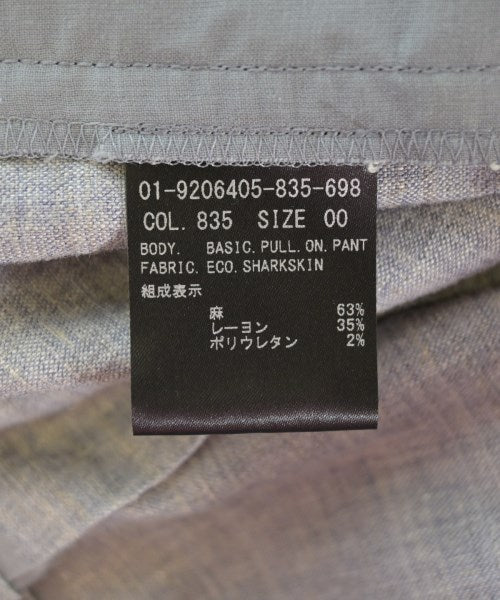 01-9206405-835-698
COL. 835 SIZE 00
BODY. BASIC. PULL. ON. PANT
FABRIC. ECO. SHARKSKIN
組成表示
麻 63%
レーヨン 35%
ポリウレタン 2%